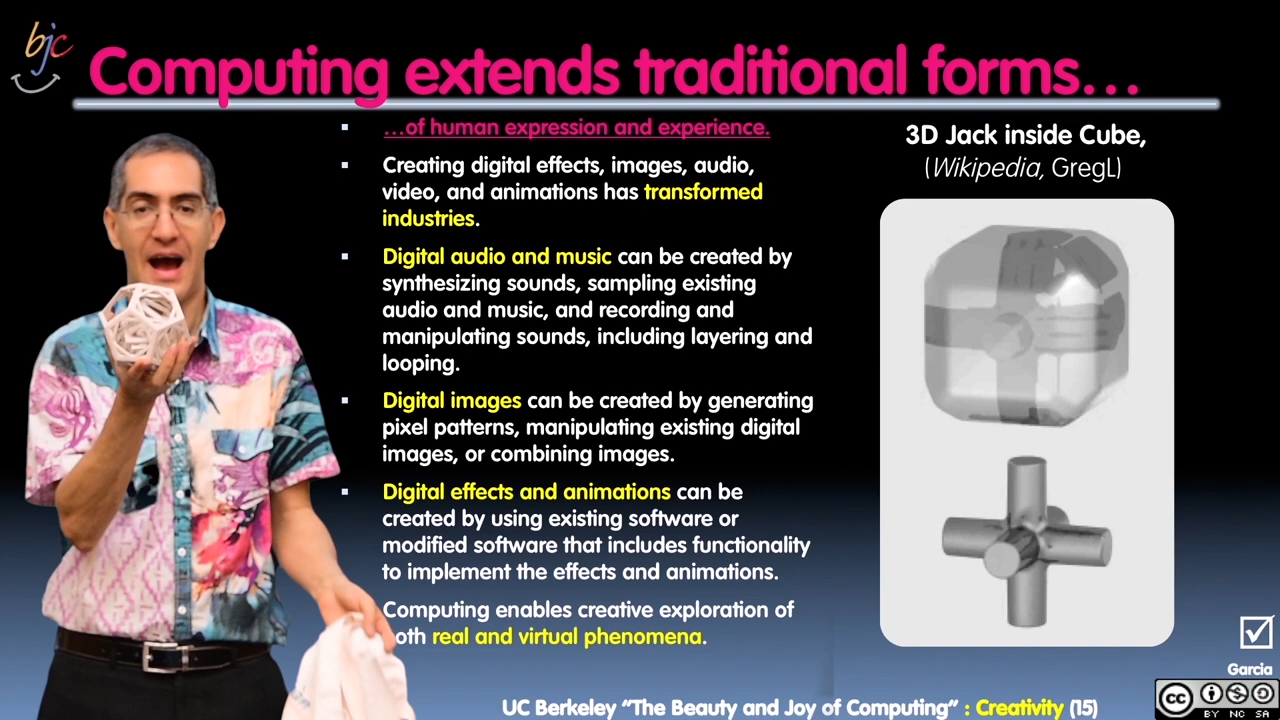 bjc
Computing extends traditional forms…
…of human expression and experience.
Creating digital effects, images, audio,
video, and animations has transformed
industries.
Digital audio and music can be created by
synthesizing sounds, sampling existing
audio and music, and recording and
manipulating sounds, including layering and
looping.
Digital images can be created by generating
pixel patterns, manipulating existing digital
images, or combining images.
Digital effects and animations can be
created by using existing software or
modified software that includes functionality
to implement the effects and animations.
Computing enables creative exploration of
oth real and virtual phenomena.
3D Jack inside Cube,
(Wikipedia, GregL)
Garcia
cc
BY NC SA
UC Berkeley “The Beauty and Joy of Computing” : Creativity (15)